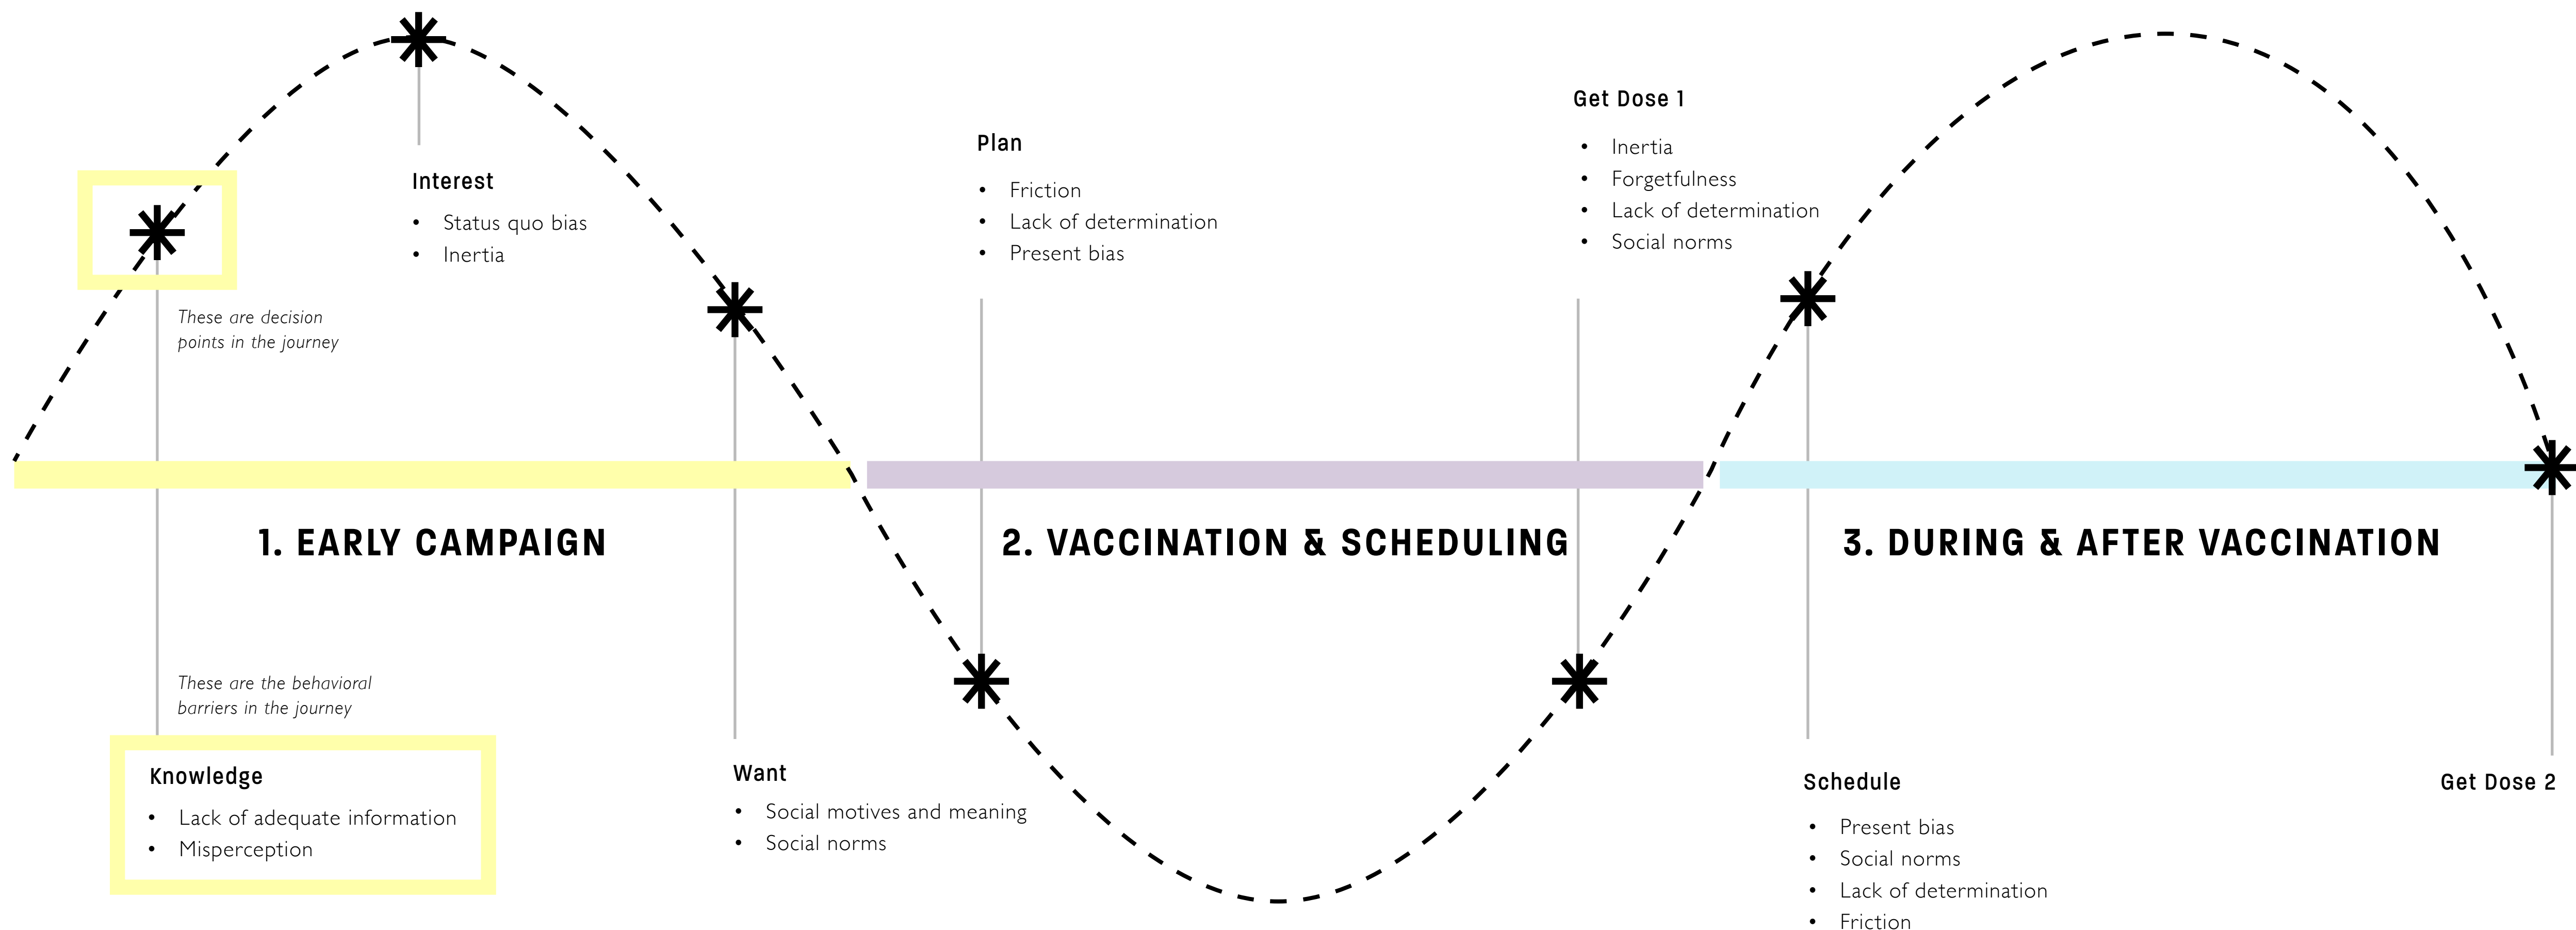 Interest
• Status quo bias
• Inertia
These are decision
points in the journey
Plan
• Friction
• Lack of determination
• Present bias
Get Dose 1
• Inertia
• Forgetfulness
• Lack of determination
• Social norms
1. EARLY CAMPAIGN
2. VACCINATION & SCHEDULING
3. DURING & AFTER VACCINATION
These are the behavioral
barriers in the journey
Knowledge
• Lack of adequate information
• Misperception
Want
• Social motives and meaning
• Social norms
Schedule
• Present bias
• Social norms
• Lack of determination
• Friction
Get Dose 2